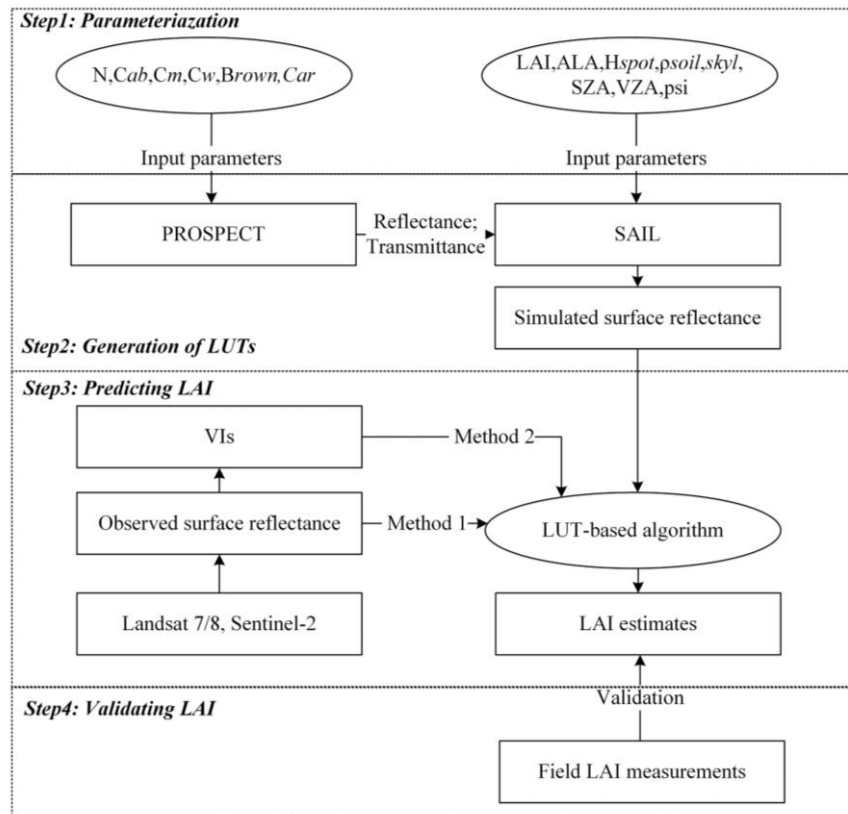 Step1: Parameteriazation
N,Cab,Cm,Cw,Brown,Car
LAI,ALA,Hspot,ρsoil,skyl,
SZA,VZA,psi
Input parameters
Input parameters
PROSPECT
Reflectance;
Transmittance
SAIL
Simulated surface reflectance
Step2: Generation of LUTs
Step3: Predicting LAI
VIs
Method 2
Observed surface reflectance
Method 1
LUT-based algorithm
Landsat 7/8, Sentinel-2
LAI estimates
Step4: Validating LAI
Validation
Field LAI measurements